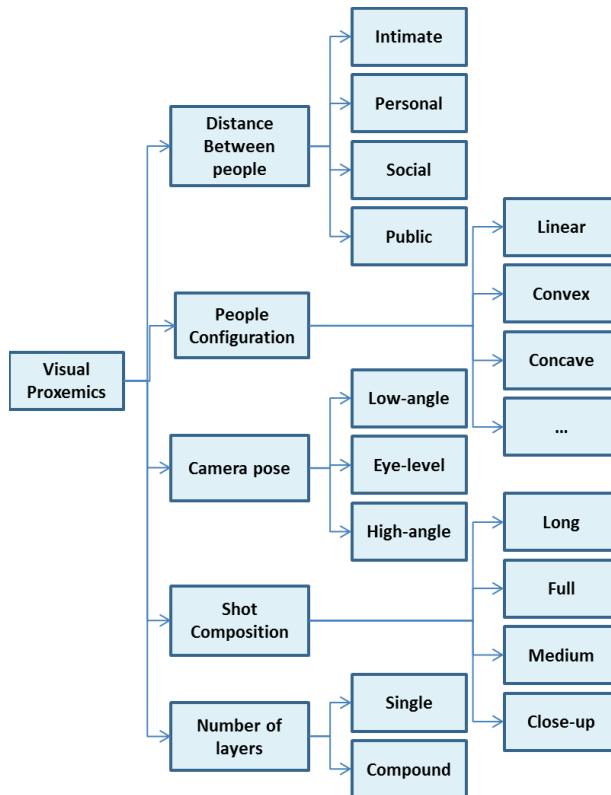 Visual
Proxemics
Distance
Between
people
Intimate
Personal
Social
Public
People
Configuration
Linear
Convex
Concave
...
Camera pose
Low-angle
Eye-level
High-angle
Shot
Composition
Long
Full
Medium
Close-up
Number of
layers
Single
Compound